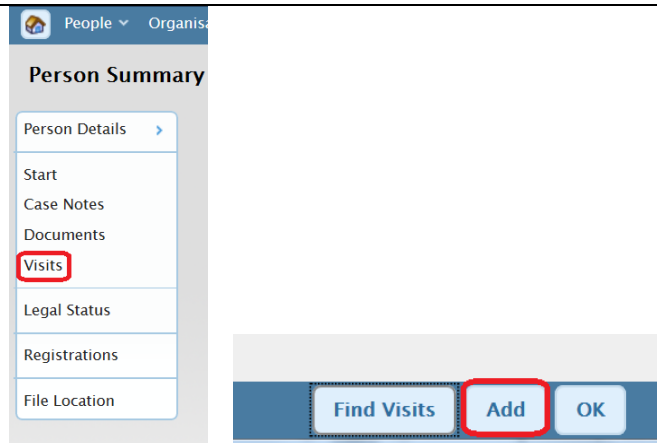 People Organisa
Person Summary
Person Details
Start
Case Notes
Documents
Visits
Legal Status
Registrations
File Location
Find Visits Add OK